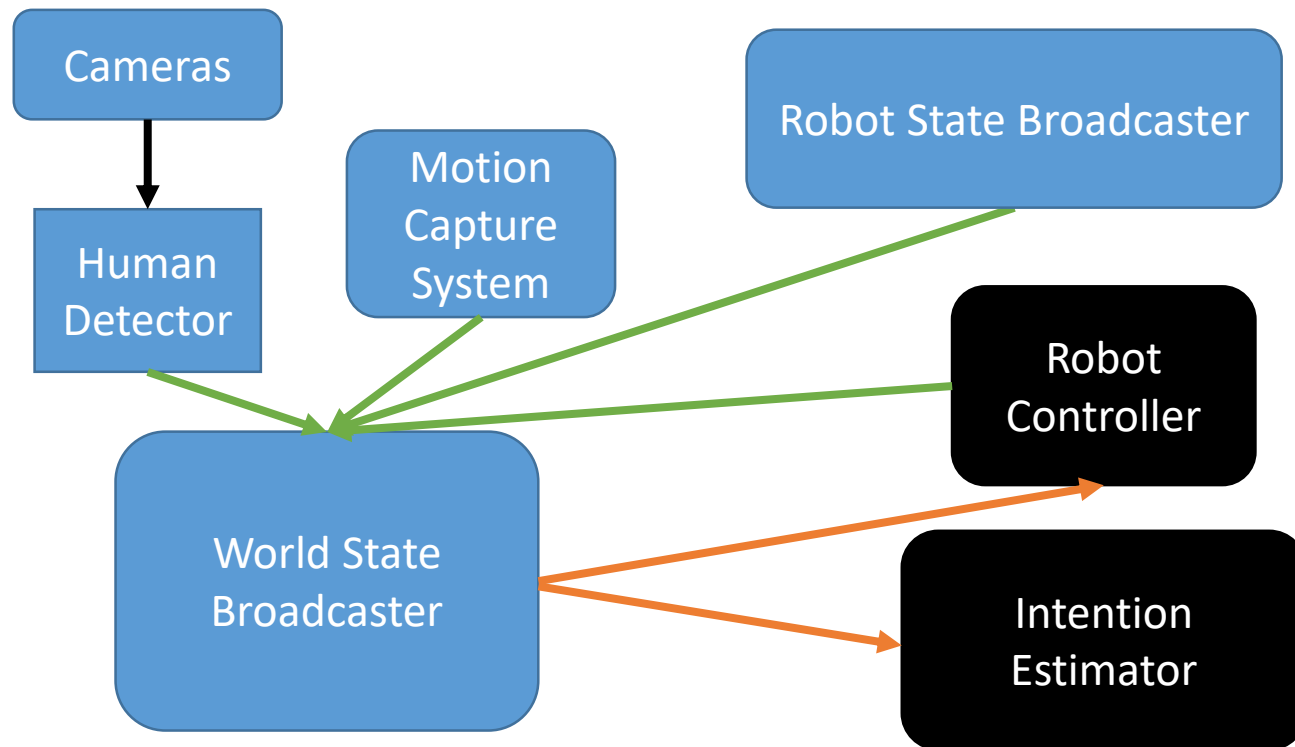 Cameras
Robot State Broadcaster
Motion
Capture
System
Human
Detector
Robot
Controller
World State
Broadcaster
Intention
Estimator